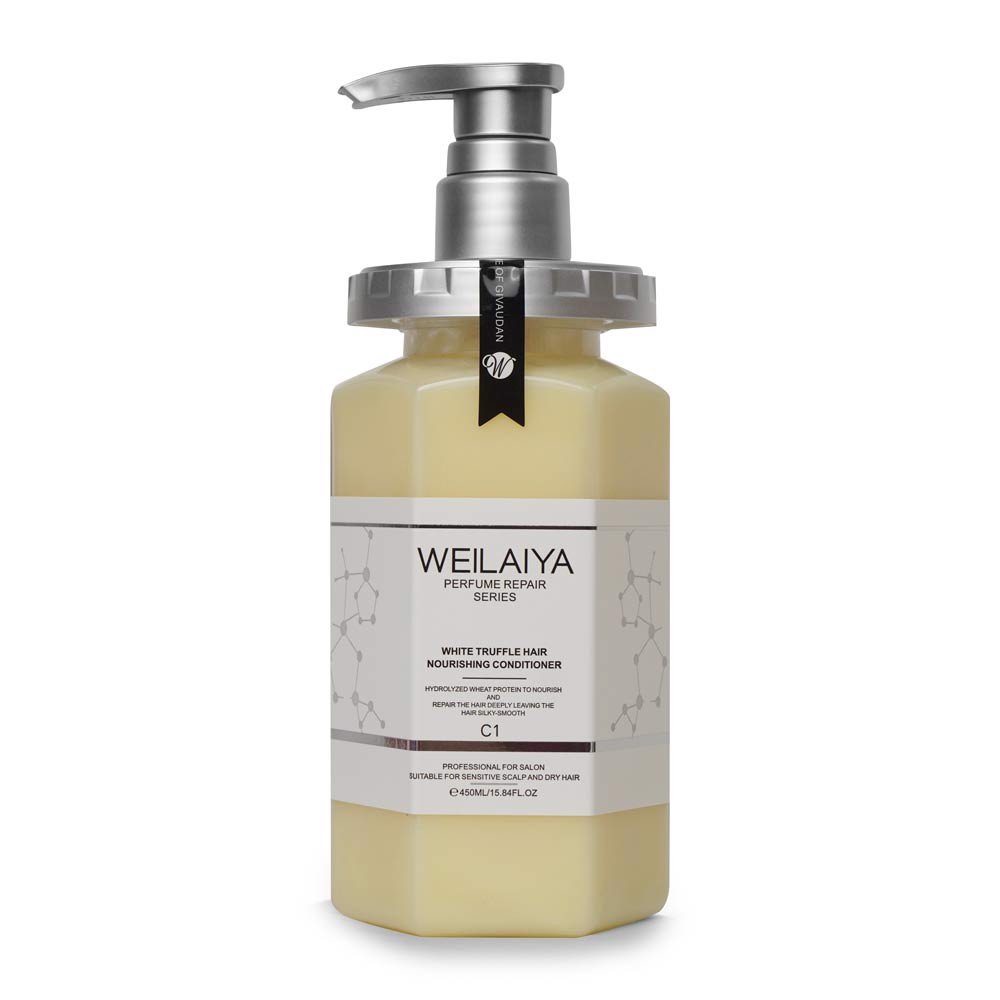 E OF GIVAUDAN
W
WEILAIYA
PERFUME REPAIR
SERIES
WHITE TRUFFLE HAIR
NOURISHING CONDITIONER
HYDROLYZED WHEAT PROTEIN TO NOURISH
AND
REPAIR THE HAIR DEEPLY LEAVING THE
HAIR SILKY-SMOOTH
C1
PROFESSIONAL FOR SALON
SUITABLE FOR SENSITIVE SCALP AND DRY HAIR
℮450ML/15.84FL.OZ